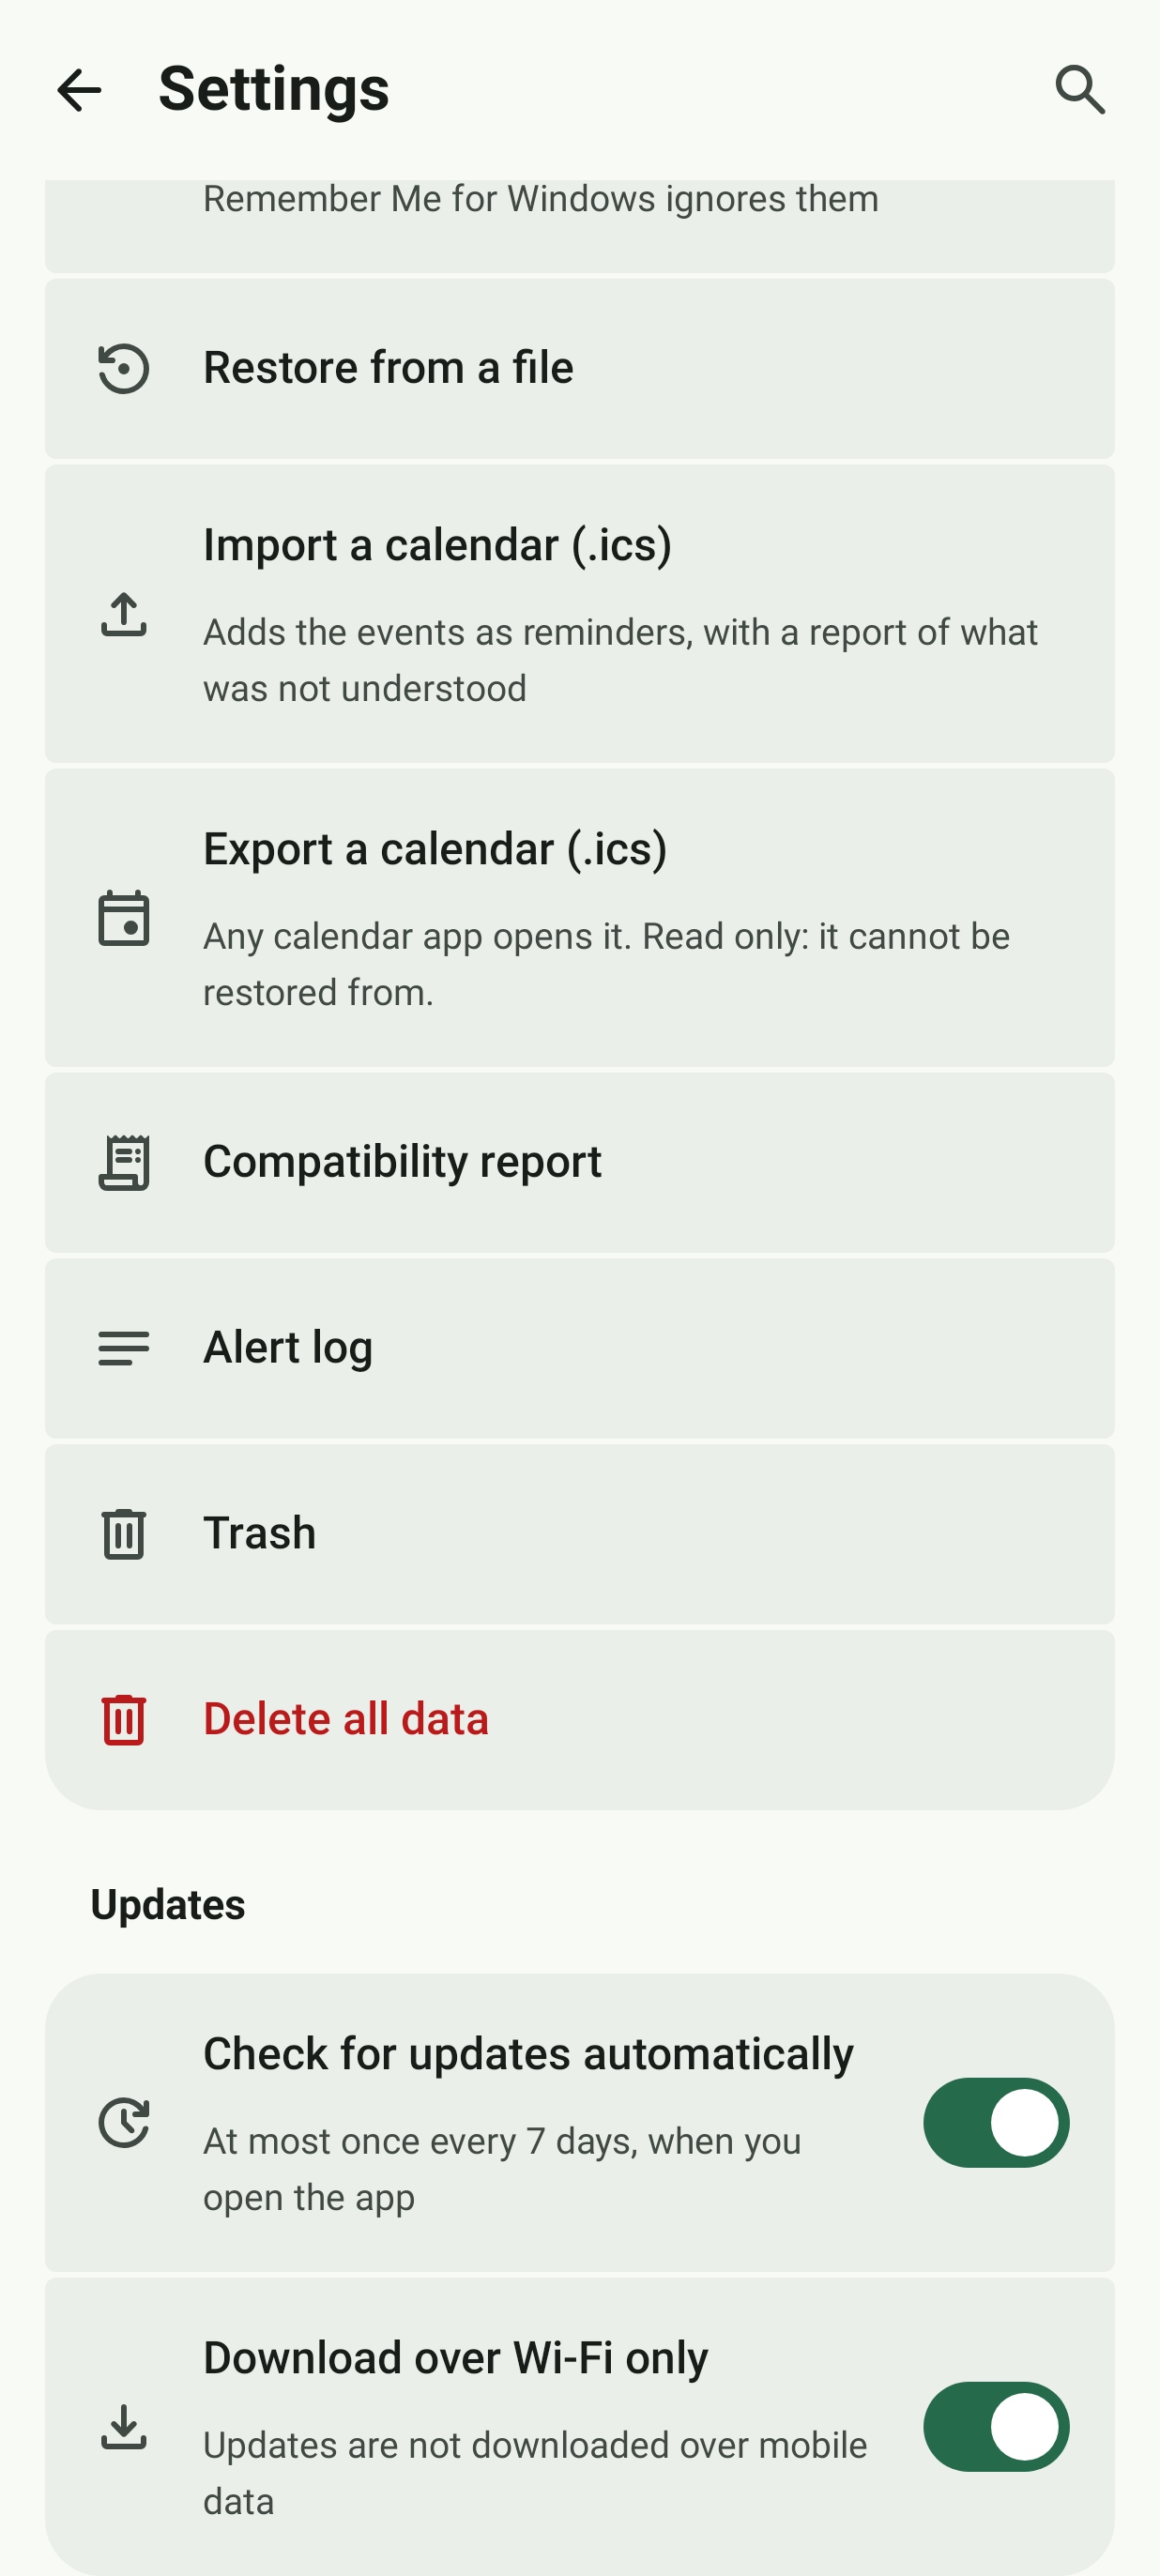 Settings
Remember Me for Windows ignores them
Restore from a file
Import a calendar (.ics)
Adds the events as reminders, with a report of what
was not understood
Export a calendar (.ics)
Any calendar app opens it. Read only: it cannot be
restored from.
Compatibility report
Alert log
Trash
Delete all data
Updates
Check for updates automatically
At most once every 7 days, when you
open the app
Download over Wi-Fi only
Updates are not downloaded over mobile
data